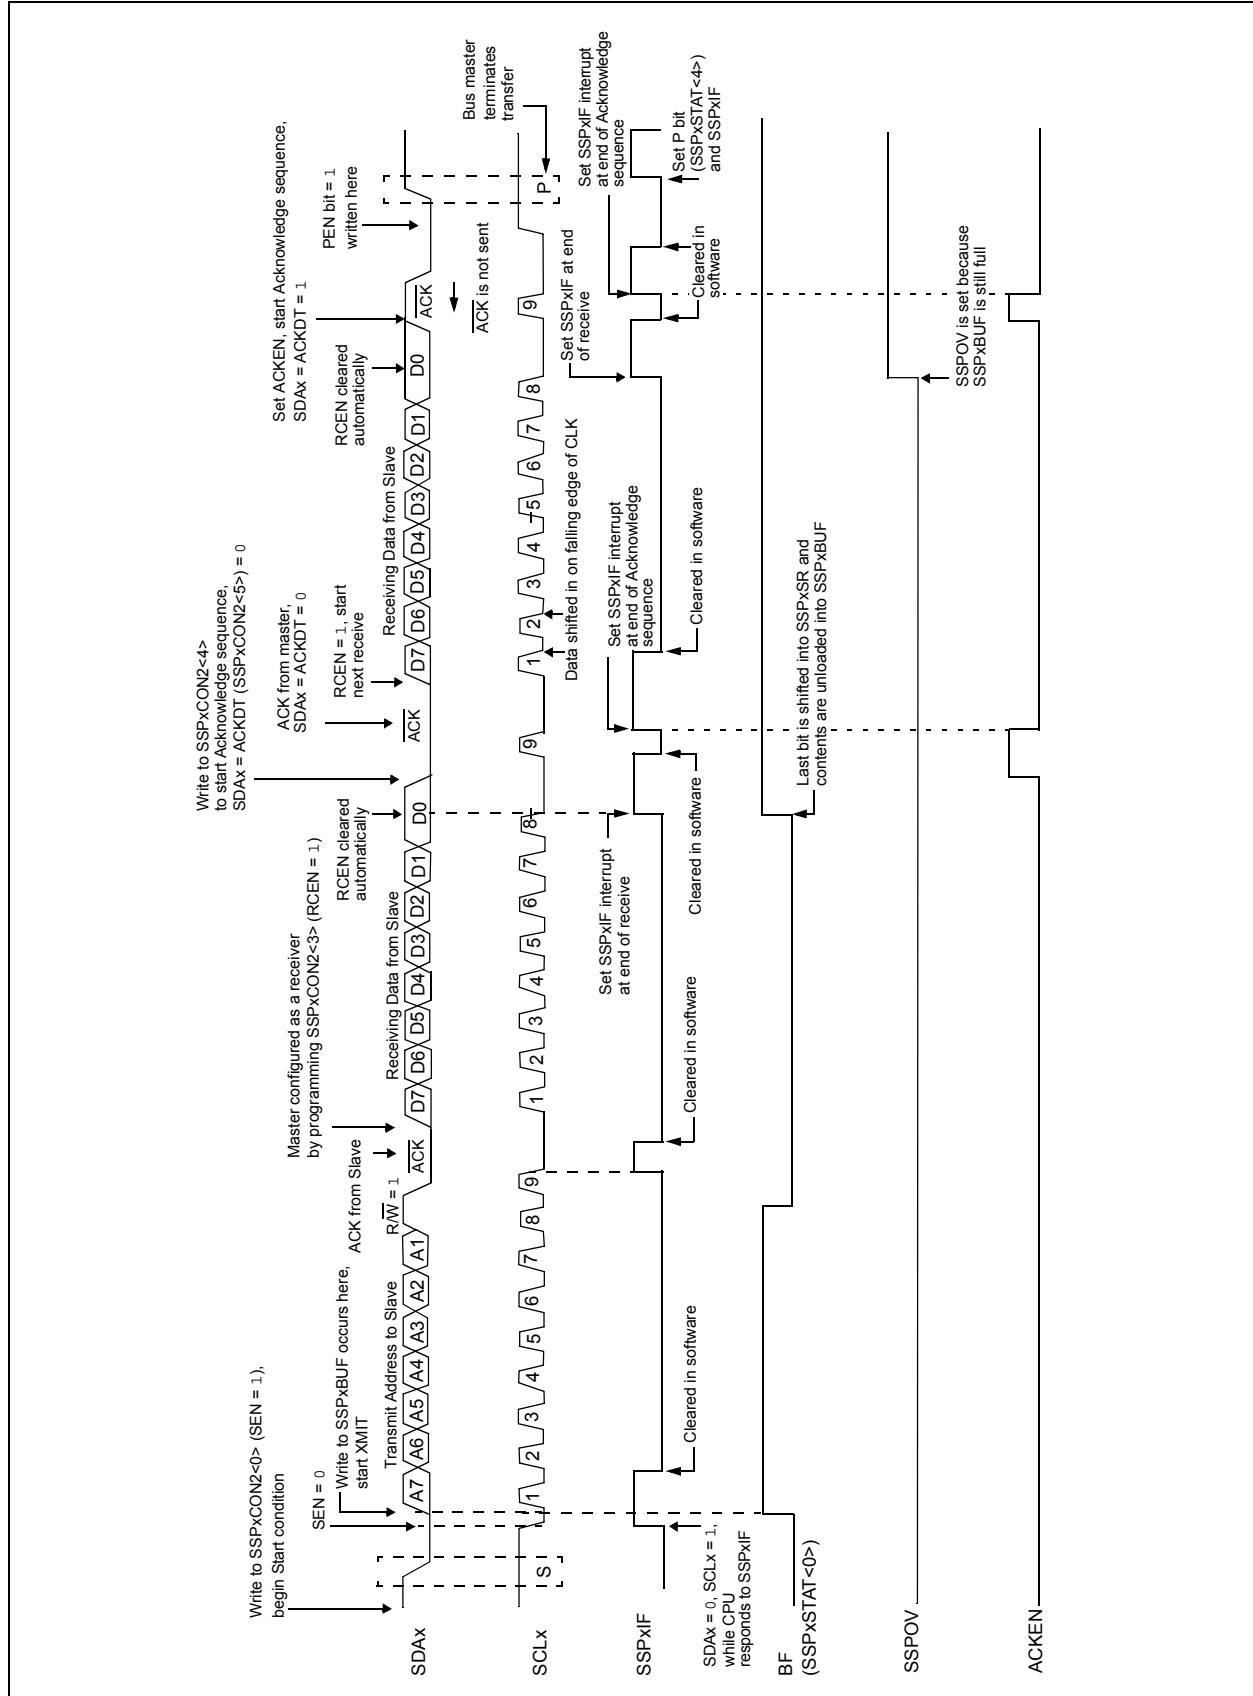 Write to SSPxCON2<0> (SEN = 1),
begin Start condition
SEN = 0
Write to SSPxBUF occurs here,
start XMIT
ACK from Slave
Master configured as a receiver
by programming SSPxCON2<3> (RCEN = 1)
RCEN cleared
automatically
Write to SSPxCON2<4>
to start Acknowledge sequence,
SDAx = ACKDT (SSPxCON2<5>) = 0
ACK from master,
SDAx = ACKDT = 0
RCEN = 1, start
next receive
RCEN cleared
automatically
Set ACKEN, start Acknowledge sequence,
SDAx = ACKDT = 1
PEN bit = 1
written here
Transmit Address to Slave
R/W = 1
Receiving Data from Slave
Receiving Data from Slave
SDAx
A7 A6 A5 A4 A3 A2 A1
ACK
D7 D6 D5 D4 D3 D2 D1 D0
ACK
D7 D6 D5 D4 D3 D2 D1 D0
ACK
ACK is not sent
Bus master
terminates
transfer
SCLx
S
1 2 3 4 5 6 7 8 9
1 2 3 4 5 6 7 8 9
1 2 3 4 5 6 7 8 9
P
Data shifted in on falling edge of CLK
Set SSPxIF interrupt
at end of receive
Set SSPxIF interrupt
at end of Acknowledge
sequence
Set SSPxIF at end
of receive
Set SSPxIF interrupt
at end of Acknowledge
sequence
SSPxIF
SDAx = 0, SCLx = 1,
while CPU
responds to SSPxIF
Cleared in software
Cleared in software
Cleared in software
Cleared in software
Cleared in
software
Set P bit
(SSPxSTAT<4>)
and SSPxIF
BF
(SSPxSTAT<0>)
Last bit is shifted into SSPxSR and
contents are unloaded into SSPxBUF
SSPOV
SSPOV is set because
SSPxBUF is still full
ACKEN